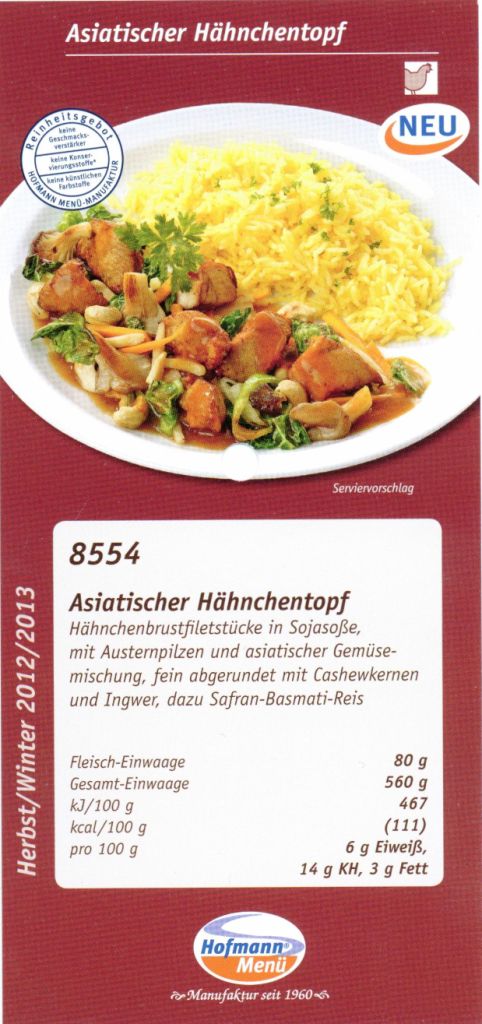 Asiatischer Hähnchentopf
NEU
Reinheitsgebot
keine
Geschmacks-
verstärker
keine Konser-
vierungsstoffe*
keine künstlichen
Farbstoffe
HOFMANN MENÜ-MANUFAKTUR
Serviervorschlag
8554
Asiatischer Hähnchentopf
Hähnchenbrustfiletstücke in Sojasoße,
mit Austernpilzen und asiatischer Gemüse-
mischung, fein abgerundet mit Cashewkernen
und Ingwer, dazu Safran-Basmati-Reis
Fleisch-Einwaage 80 g
Gesamt-Einwaage 560 g
kJ/100 g 467
kcal/100 g (111)
pro 100 g 6 g Eiweiß,
14 g KH, 3 g Fett
Herbst/Winter 2012/2013
Hofmann®
Menü
Manufaktur seit 1960